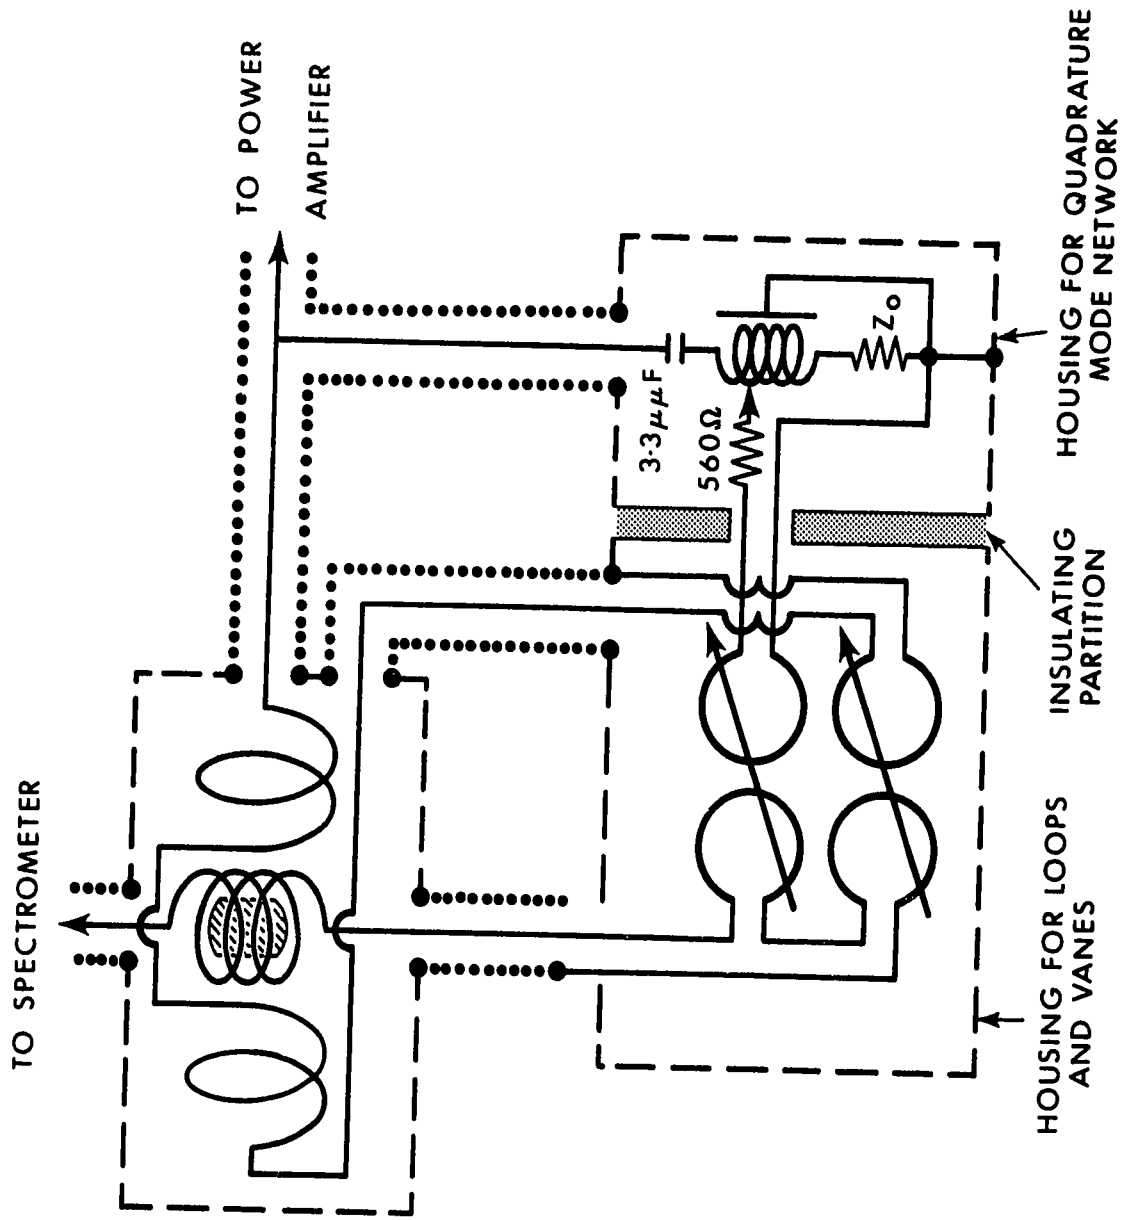 TO SPECTROMETER
TO POWER
AMPLIFIER
3·3μμF
560Ω
Zo
HOUSING FOR QUADRATURE
MODE NETWORK
INSULATING
PARTITION
HOUSING FOR LOOPS
AND VANES